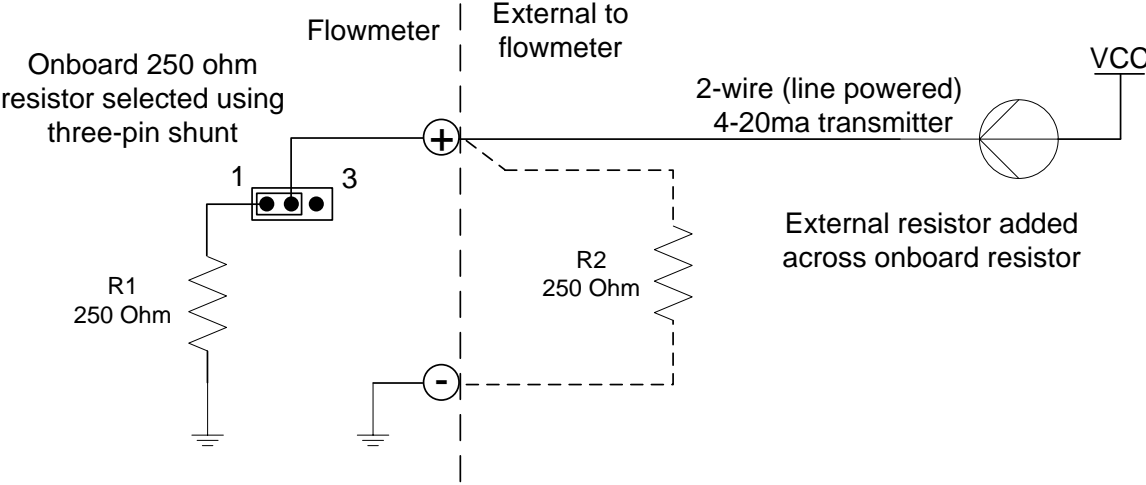 Flowmeter
External to
flowmeter
Onboard 250 ohm
resistor selected using
three-pin shunt
VCC
2-wire (line powered)
4-20ma transmitter
+
1
3
External resistor added
across onboard resistor
R2
250 Ohm
R1
250 Ohm
-